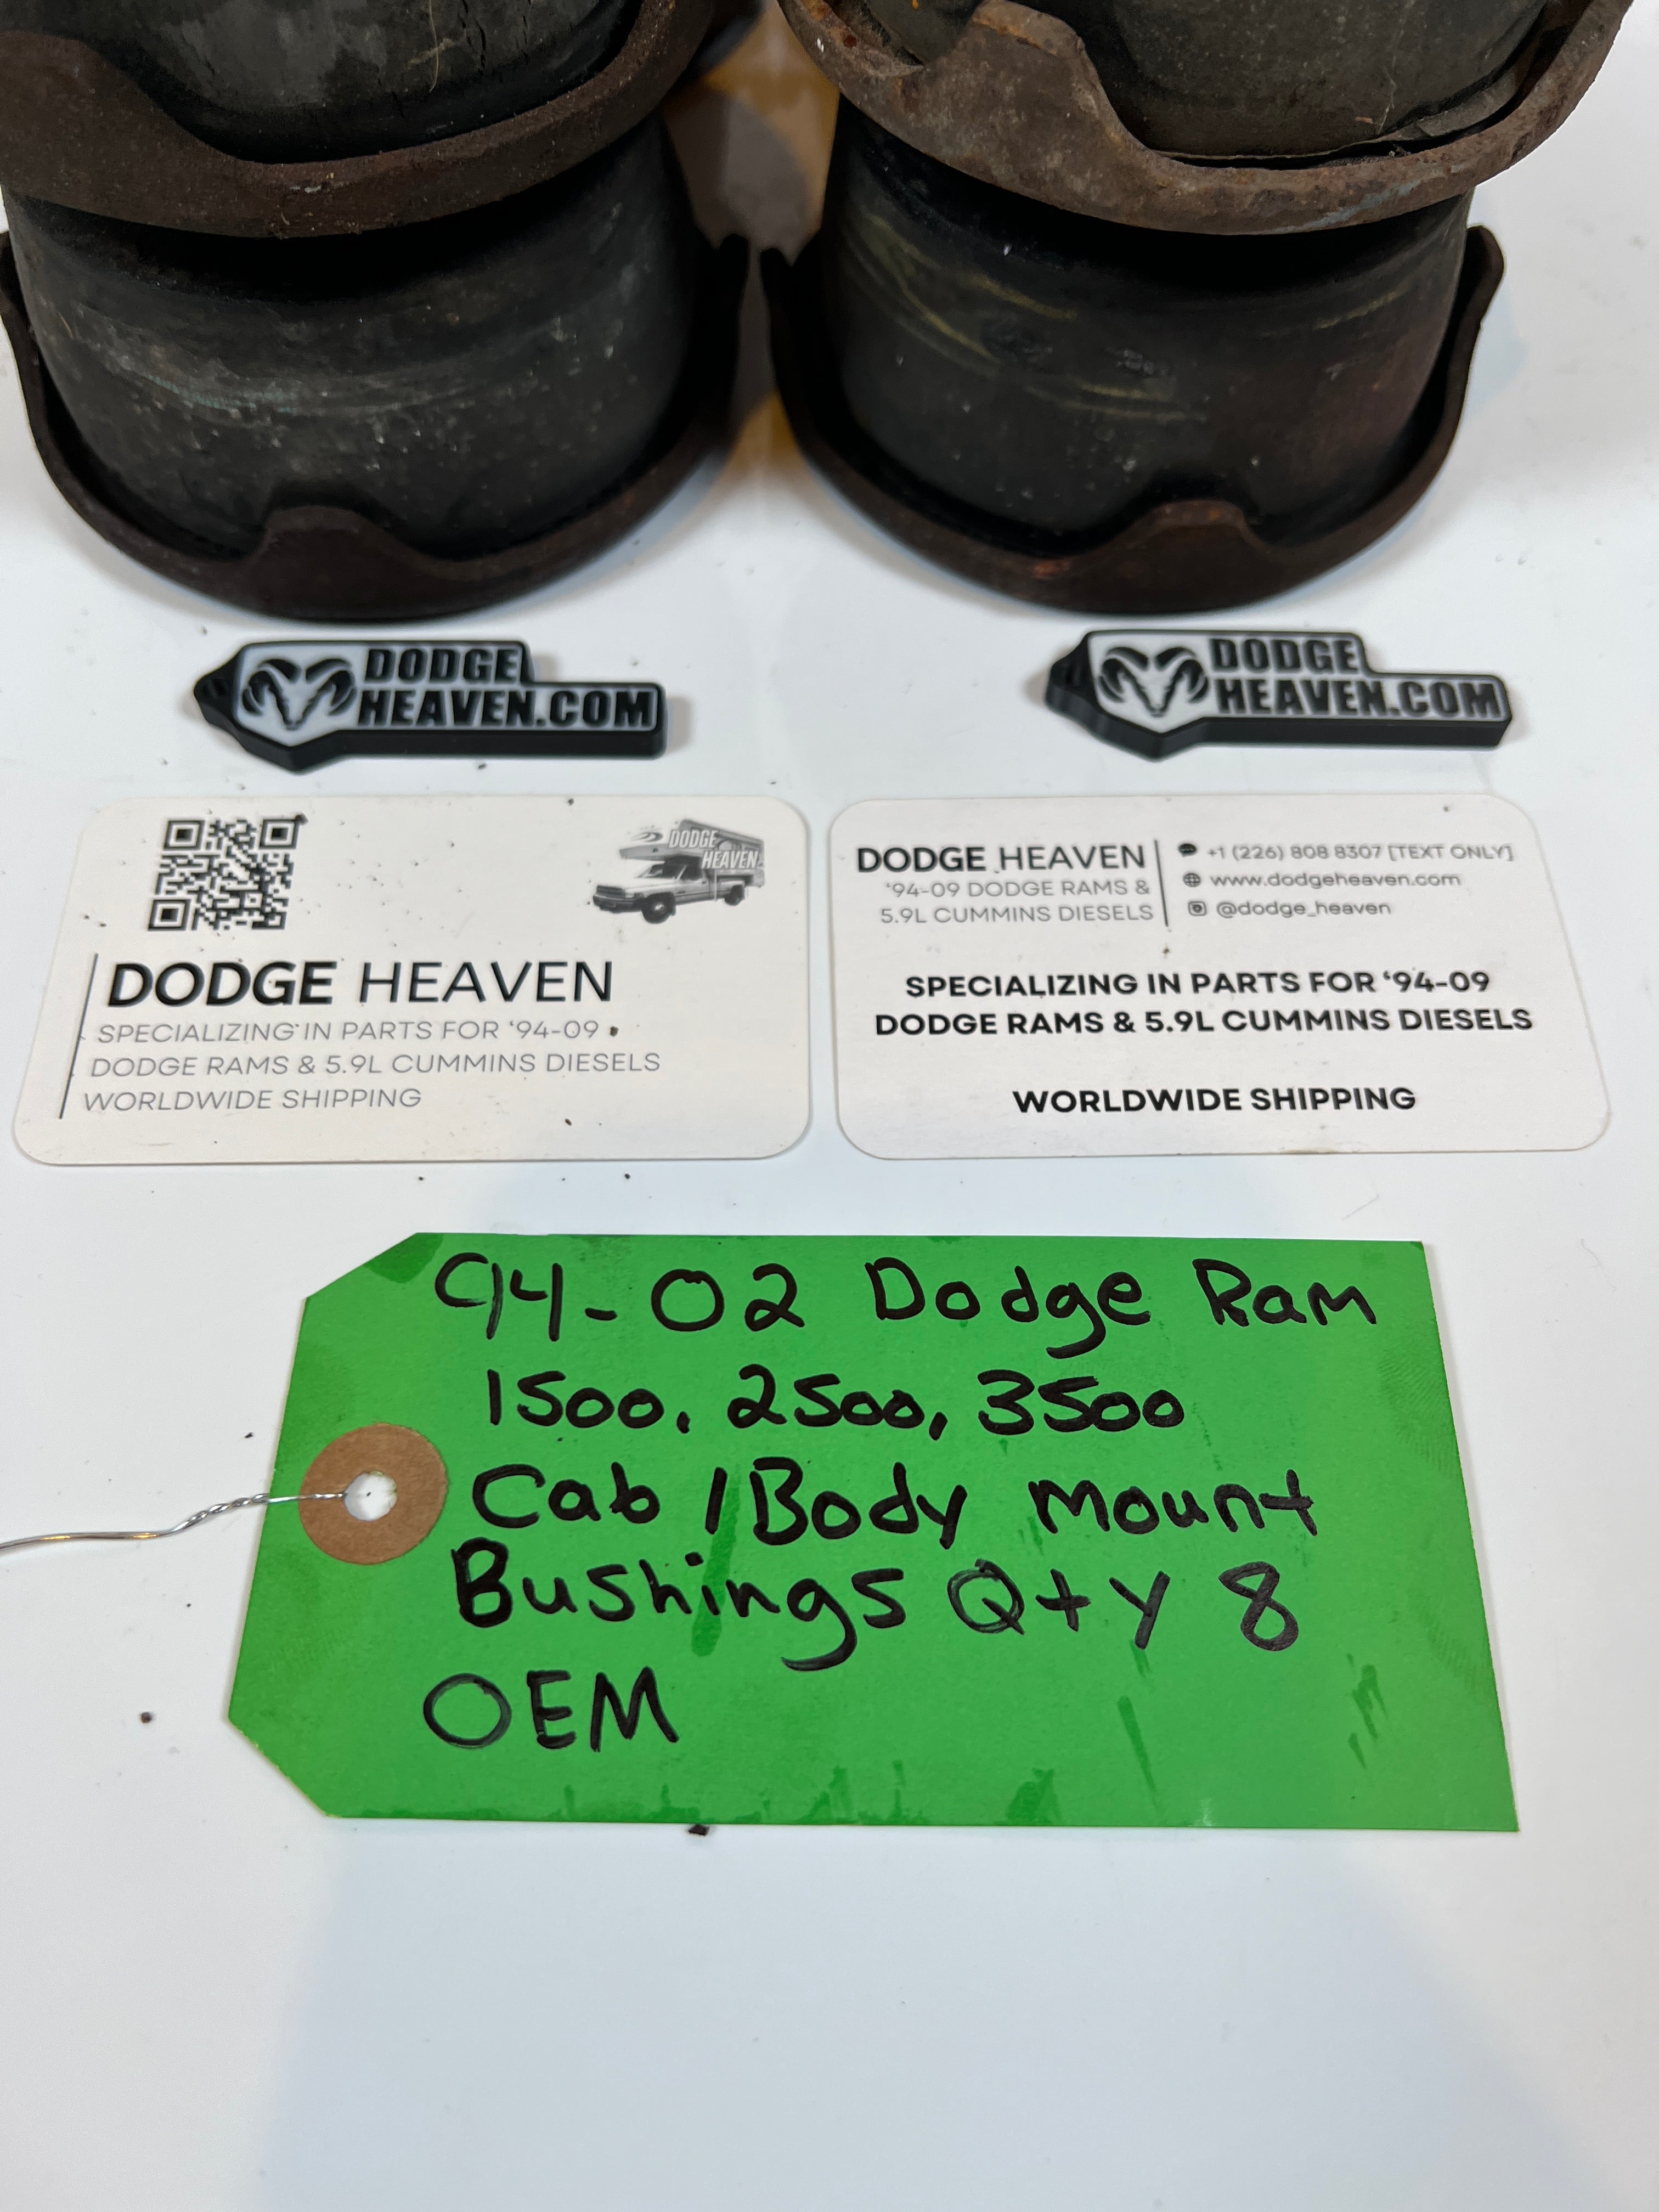 DODGE
HEAVEN.COM
DODGE
HEAVEN.COM
DODGE
HEAVEN
DODGE HEAVEN
SPECIALIZING IN PARTS FOR ‘94-09
DODGE RAMS & 5.9L CUMMINS DIESELS
WORLDWIDE SHIPPING
DODGE HEAVEN
‘94-09 DODGE RAMS &
5.9L CUMMINS DIESELS
+1 (226) 808 8307 [TEXT ONLY]
www.dodgeheaven.com
@dodge_heaven
SPECIALIZING IN PARTS FOR ‘94-09
DODGE RAMS & 5.9L CUMMINS DIESELS
WORLDWIDE SHIPPING
94-02 Dodge Ram
1500, 2500, 3500
Cab / Body Mount
Bushings Qty 8
OEM